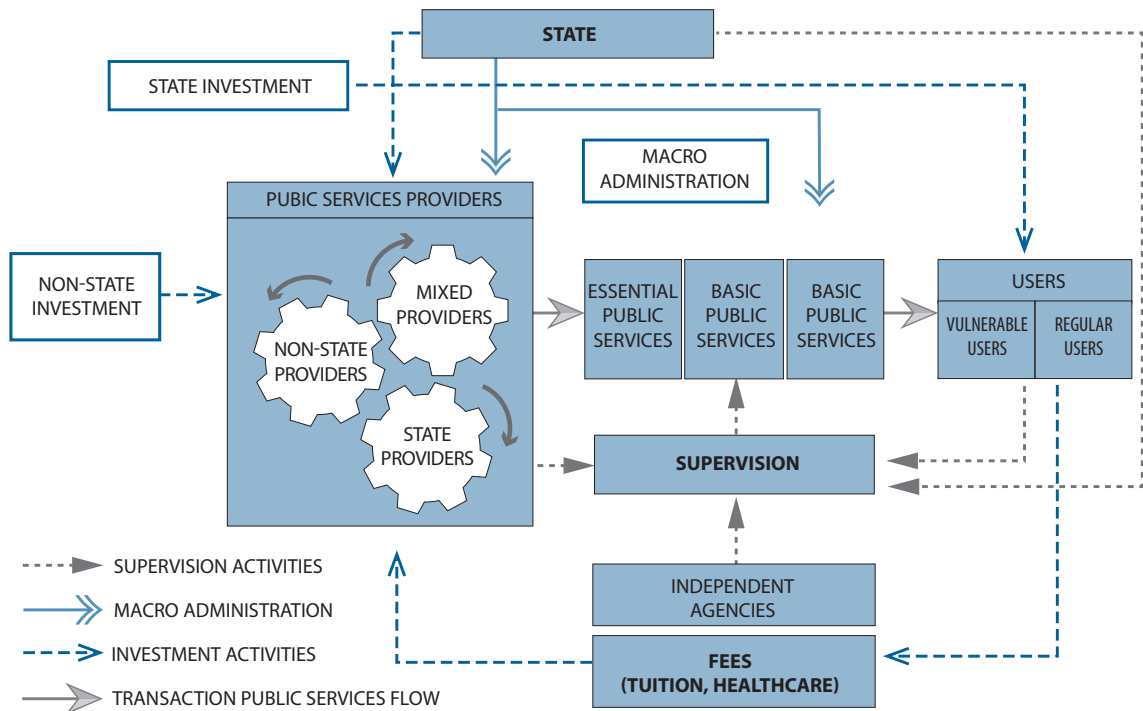 STATE
STATE INVESTMENT
MACRO
ADMINISTRATION
PUBIC SERVICES PROVIDERS
NON-STATE
INVESTMENT
MIXED
PROVIDERS
NON-STATE
PROVIDERS
STATE
PROVIDERS
ESSENTIAL
PUBLIC
SERVICES
BASIC
PUBLIC
SERVICES
BASIC
PUBLIC
SERVICES
USERS
VULNERABLE
USERS
REGULAR
USERS
SUPERVISION
INDEPENDENT
AGENCIES
FEES
(TUITION, HEALTHCARE)
SUPERVISION ACTIVITIES
MACRO ADMINISTRATION
INVESTMENT ACTIVITIES
TRANSACTION PUBLIC SERVICES FLOW